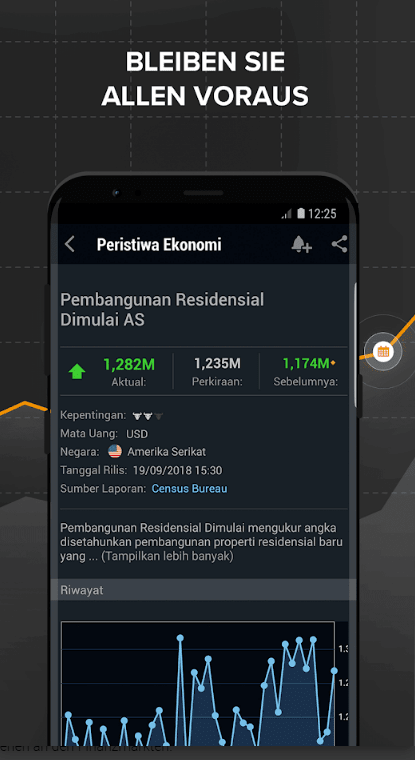 BLEIBEN SIE
ALLEN VORAUS
12:25
Peristiwa Ekonomi
Pembangunan Residensial
Dimulai AS
1,282M 1,235M 1,174M
Aktual: Perkiraan: Sebelumnya:
Kepentingan:
Mata Uang: USD
Negara: Amerika Serikat
Tanggal Rilis: 19/09/2018 15:30
Sumber Laporan: Census Bureau
Pembangunan Residensial Dimulai mengukur angka
disetahunkan pembangunan properti residensial baru
yang ... (Tampilkan lebih banyak)
Riwayat
1.3
1.2
1.2